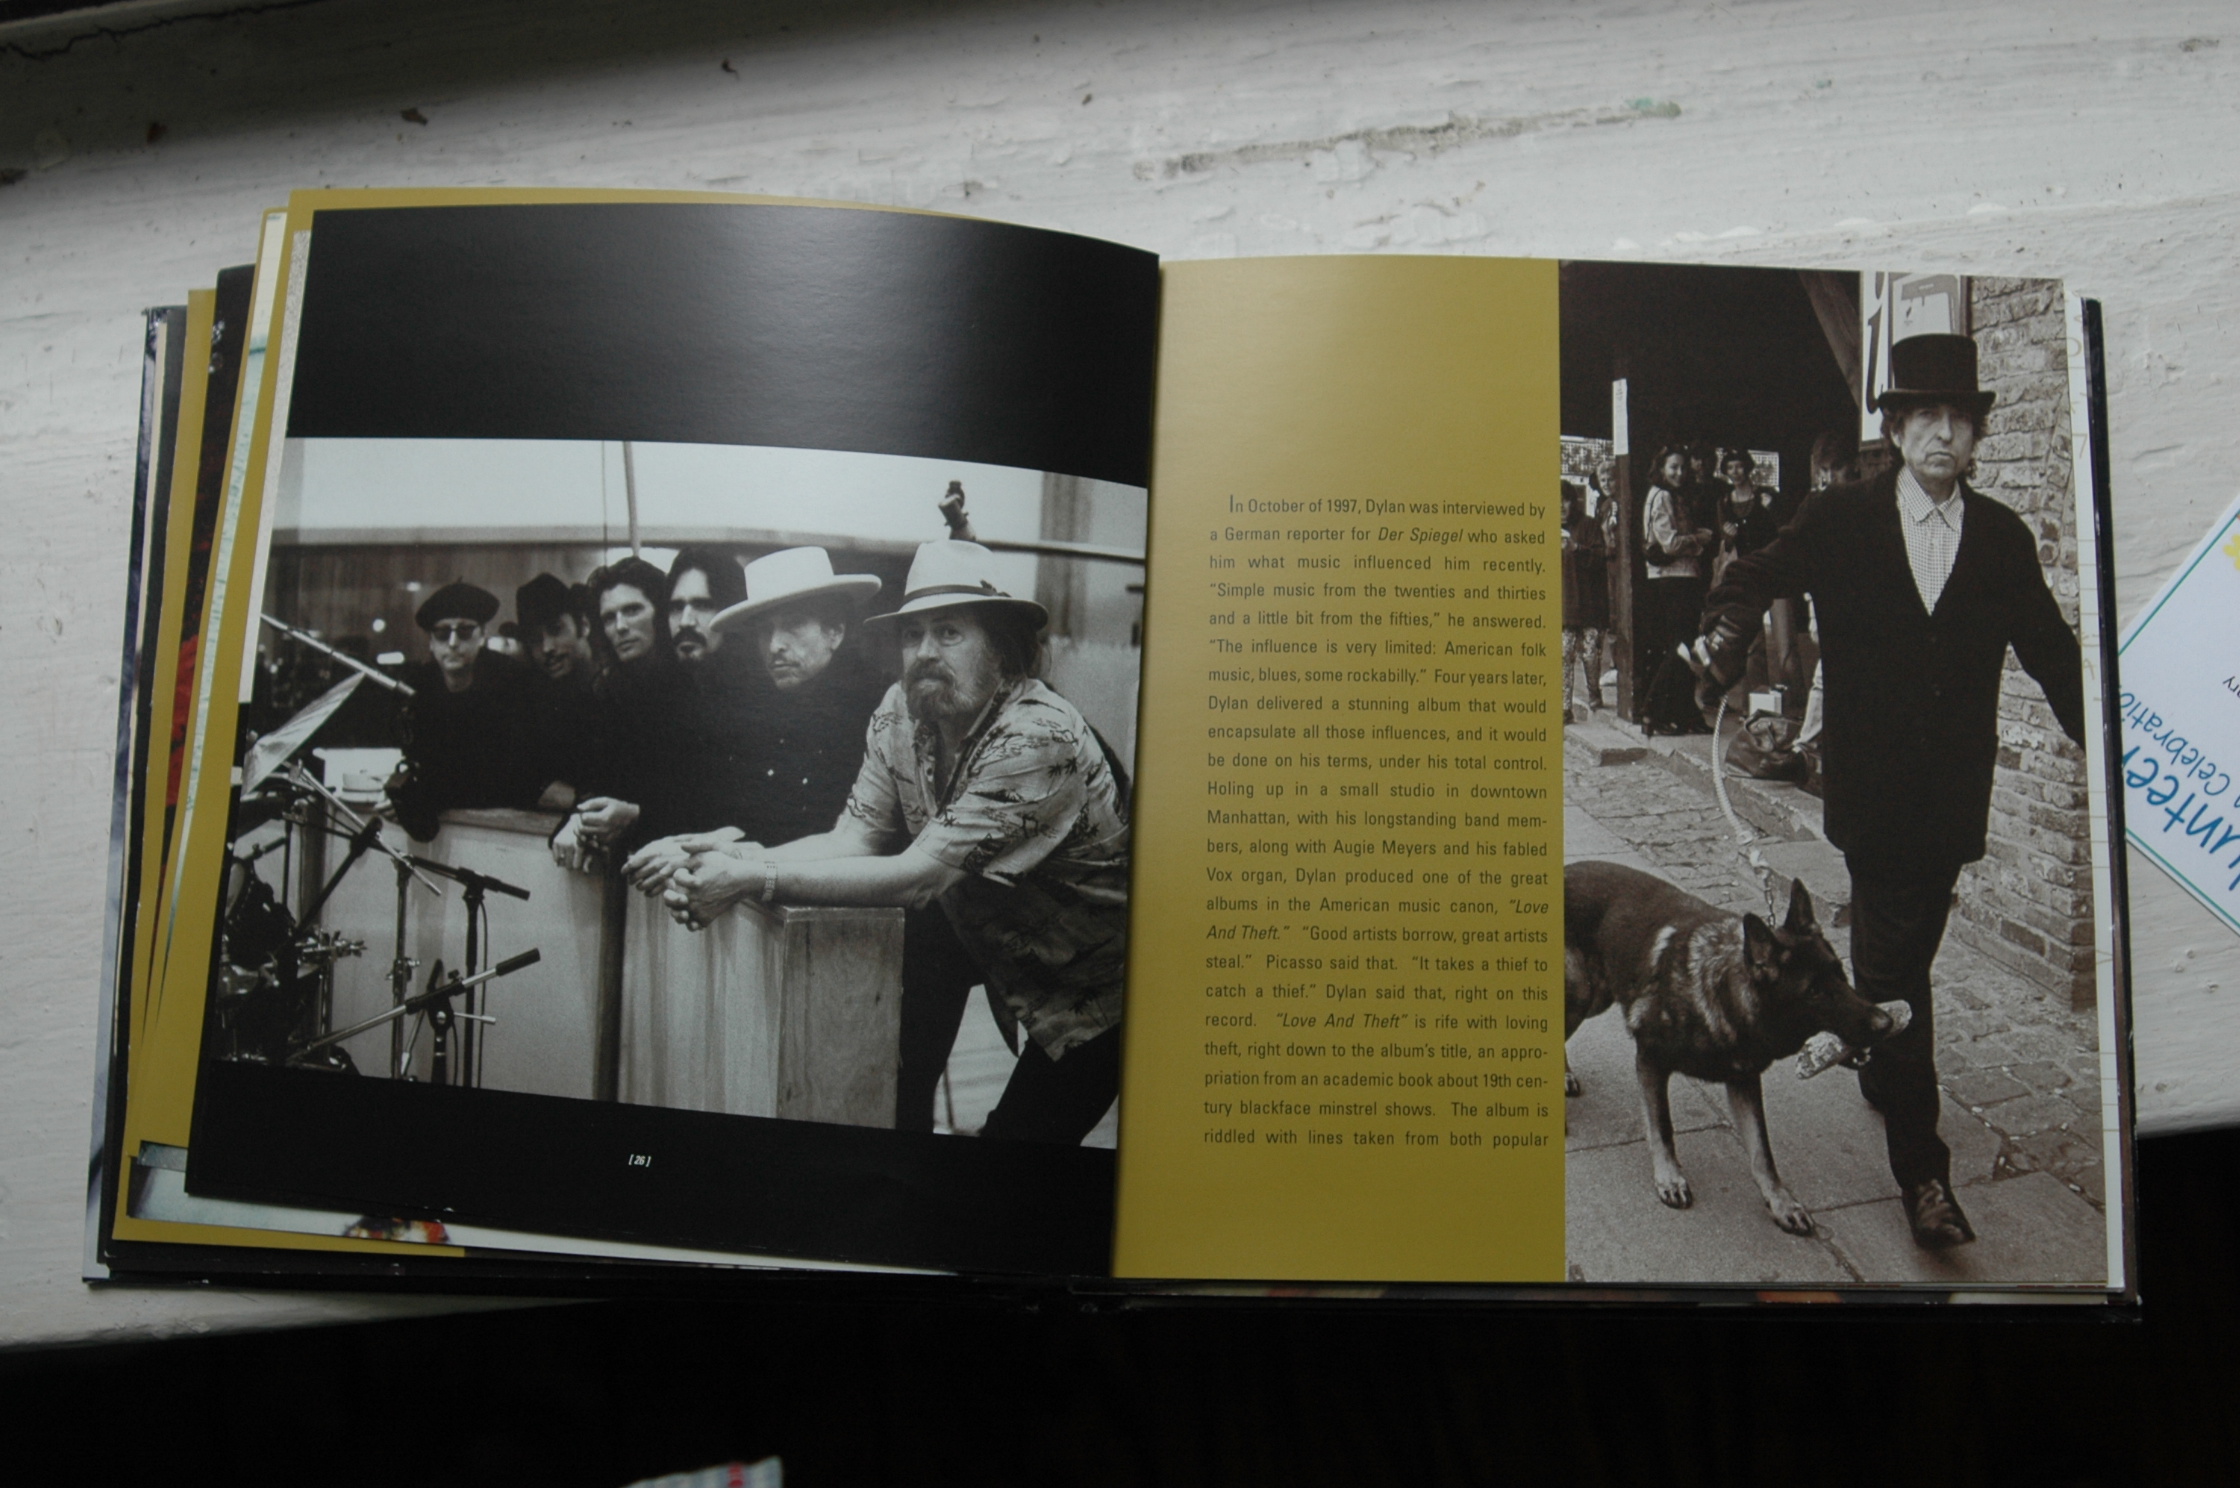 [ 26 ]
In October of 1997, Dylan was interviewed by
a German reporter for Der Spiegel who asked
him what music influenced him recently.
“Simple music from the twenties and thirties
and a little bit from the fifties,” he answered.
“The influence is very limited: American folk
music, blues, some rockabilly.” Four years later,
Dylan delivered a stunning album that would
encapsulate all those influences, and it would
be done on his terms, under his total control.
Holing up in a small studio in downtown
Manhattan, with his longstanding band mem-
bers, along with Augie Meyers and his fabled
Vox organ, Dylan produced one of the great
albums in the American music canon, “Love
And Theft.” “Good artists borrow, great artists
steal.” Picasso said that. “It takes a thief to
catch a thief.” Dylan said that, right on this
record. “Love And Theft” is rife with loving
theft, right down to the album’s title, an appro-
priation from an academic book about 19th cen-
tury blackface minstrel shows. The album is
riddled with lines taken from both popular